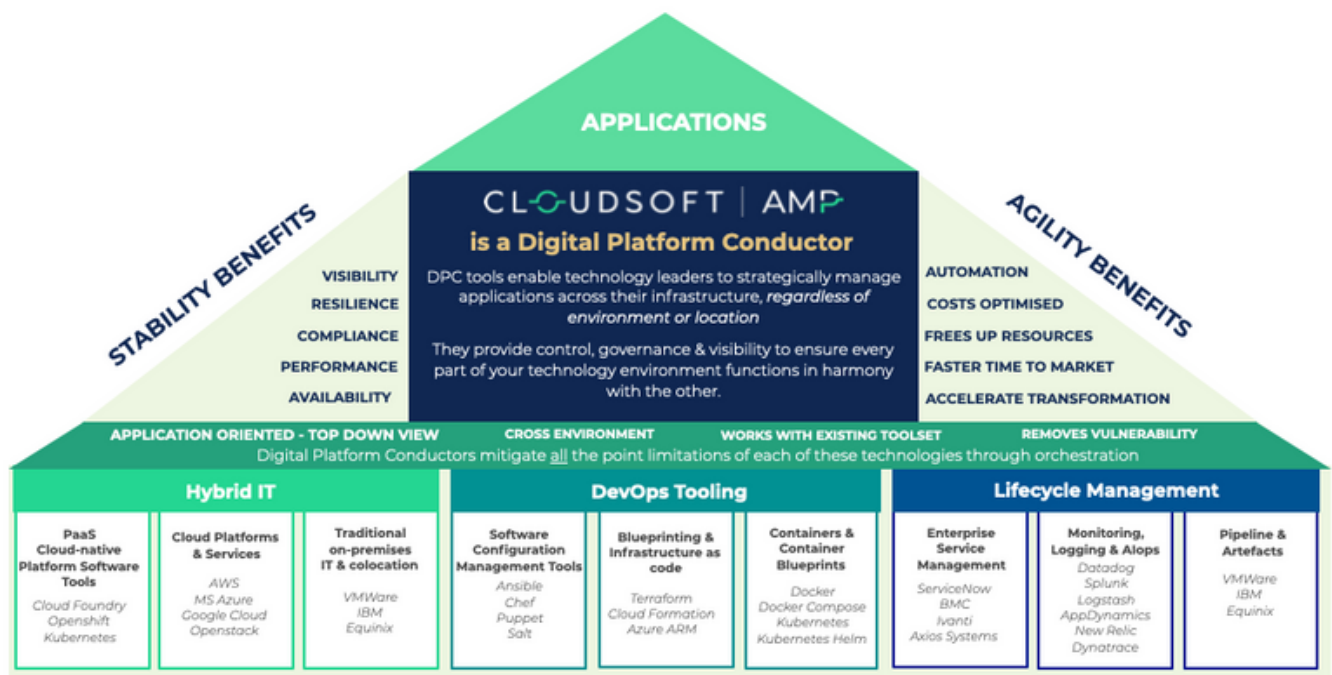 APPLICATIONS
CLOUDSOFT | AMP
is a Digital Platform Conductor
DPC tools enable technology leaders to strategically manage
applications across their infrastructure, regardless of
environment or location
They provide control, governance & visibility to ensure every
part of your technology environment functions in harmony
with the other.
STABILITY BENEFITS
VISIBILITY
RESILIENCE
COMPLIANCE
PERFORMANCE
AVAILABILITY
AGILITY BENEFITS
AUTOMATION
COSTS OPTIMISED
FREES UP RESOURCES
FASTER TIME TO MARKET
ACCELERATE TRANSFORMATION
APPLICATION ORIENTED - TOP DOWN VIEW
CROSS ENVIRONMENT
WORKS WITH EXISTING TOOLSET
REMOVES VULNERABILITY
Digital Platform Conductors mitigate all the point limitations of each of these technologies through orchestration
Hybrid IT
PaaS
Cloud-native
Platform Software
Tools
Cloud Foundry
Openshift
Kubernetes
Cloud Platforms
& Services
AWS
MS Azure
Google Cloud
Openstack
Traditional
on-premises
IT & colocation
VMWare
IBM
Equinix
DevOps Tooling
Software
Configuration
Management Tools
Ansible
Chef
Puppet
Salt
Blueprinting &
Infrastructure as
code
Terraform
Cloud Formation
Azure ARM
Containers &
Container
Blueprints
Docker
Docker Compose
Kubernetes
Kubernetes Helm
Lifecycle Management
Enterprise
Service
Management
ServiceNow
BMC
Ivanti
Axios Systems
Monitoring,
Logging & AIops
Datadog
Splunk
Logstash
AppDynamics
New Relic
Dynatrace
Pipeline &
Artefacts
VMWare
IBM
Equinix